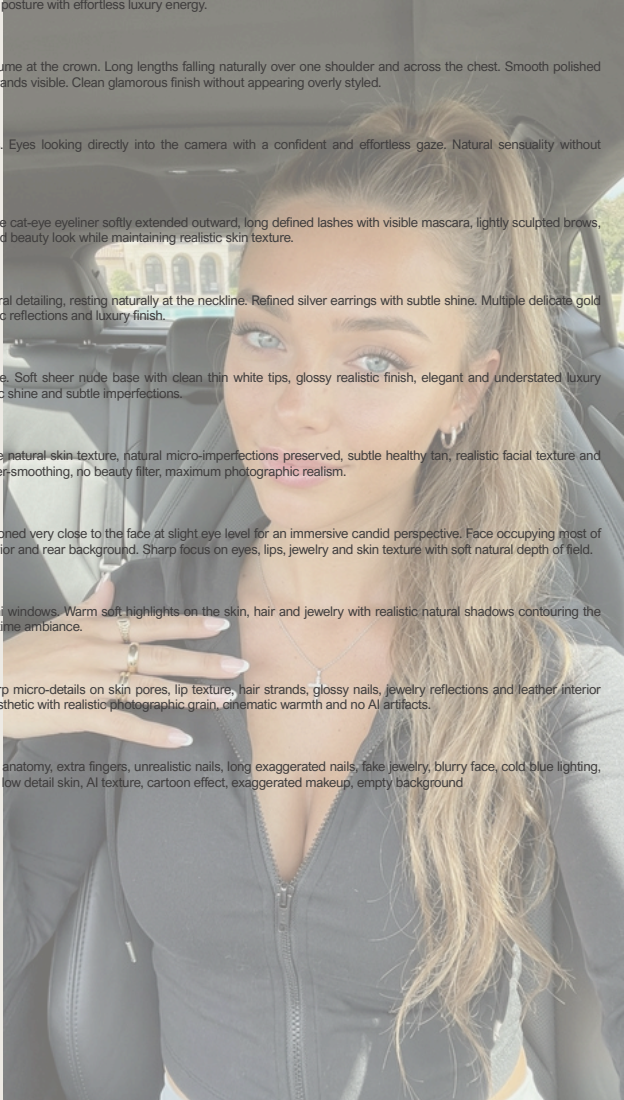 posture with effortless luxury energy.
ume at the crown. Long lengths falling naturally over one shoulder and across the chest. Smooth polished
ands visible. Clean glamorous finish without appearing overly styled.
. Eyes looking directly into the camera with a confident and effortless gaze. Natural sensuality without
e cat-eye eyeliner softly extended outward, long defined lashes with visible mascara, lightly sculpted brows,
d beauty look while maintaining realistic skin texture.
ral detailing, resting naturally at the neckline. Refined silver earrings with subtle shine. Multiple delicate gold
c reflections and luxury finish.
e. Soft sheer nude base with clean thin white tips, glossy realistic finish, elegant and understated luxury
c shine and subtle imperfections.
e natural skin texture, natural micro-imperfections preserved, subtle healthy tan, realistic facial texture and
er-smoothing, no beauty filter, maximum photographic realism.
oned very close to the face at slight eye level for an immersive candid perspective. Face occupying most of
ior and rear background. Sharp focus on eyes, lips, jewelry and skin texture with soft natural depth of field.
i windows. Warm soft highlights on the skin, hair and jewelry with realistic natural shadows contouring the
ime ambiance.
rp micro-details on skin pores, lip texture, hair strands, glossy nails, jewelry reflections and leather interior
sthetic with realistic photographic grain, cinematic warmth and no AI artifacts.
anatomy, extra fingers, unrealistic nails, long exaggerated nails, fake jewelry, blurry face, cold blue lighting,
low detail skin, AI texture, cartoon effect, exaggerated makeup, empty background